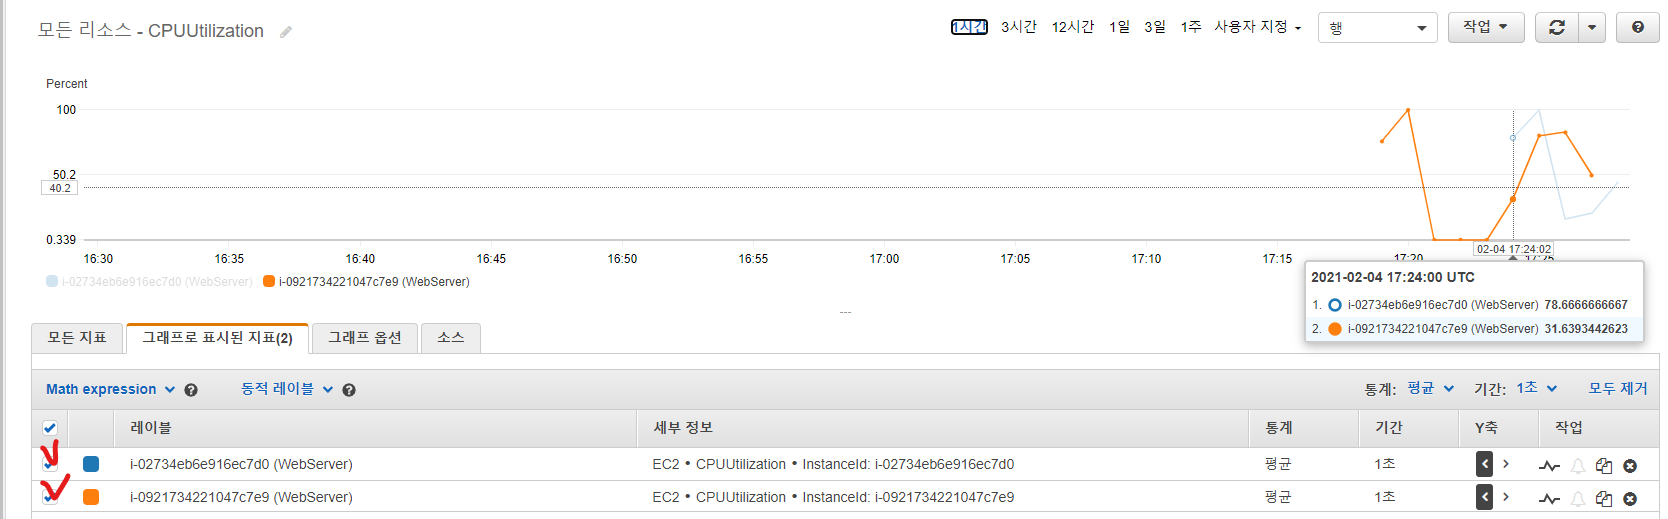 모든 리소스 - CPUUtilization
1시간 3시간 12시간 1일 3일 1주 사용자 지정 행 작업
Percent
100
50.2
40.2
0.339
16:30 16:35 16:40 16:45 16:50 16:55 17:00 17:05 17:10 17:15 17:20 17:25
02-04 17:24:02
i-02734eb6e916ec7d0 (WebServer) i-0921734221047c7e9 (WebServer)
2021-02-04 17:24:00 UTC
1. i-02734eb6e916ec7d0 (WebServer) 78.6666666667
2. i-0921734221047c7e9 (WebServer) 31.6393442623
모든 지표 그래프로 표시된 지표(2) 그래프 옵션 소스
Math expression 동적 레이블 통계: 평균 기간: 1초 모두 제거
레이블 세부 정보 통계 기간 Y축 작업
i-02734eb6e916ec7d0 (WebServer) EC2 • CPUUtilization • InstanceId: i-02734eb6e916ec7d0 평균 1초
i-0921734221047c7e9 (WebServer) EC2 • CPUUtilization • InstanceId: i-0921734221047c7e9 평균 1초